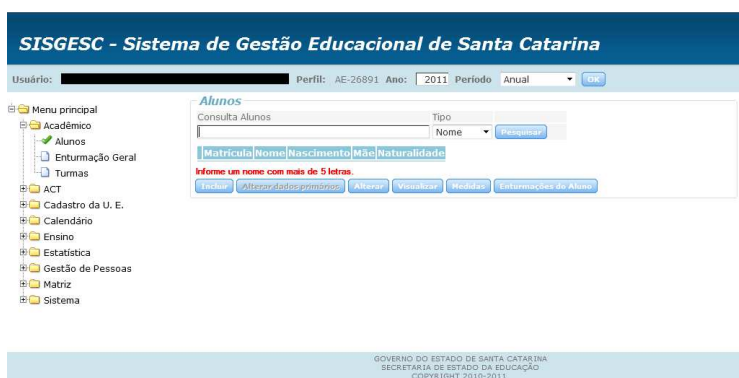 SISGESC - Sistema de Gestão Educacional de Santa Catarina
Usuário: Perfil: AE-26891 Ano: 2011 Período Anual OK
Menu principal
Acadêmico
Alunos
Enturmação Geral
Turmas
ACT
Cadastro da U. E.
Calendário
Ensino
Estatística
Gestão de Pessoas
Matriz
Sistema
Alunos
Consulta Alunos Tipo
Nome Pesquisar
Matrícula Nome Nascimento Mãe Naturalidade
Informe um nome com mais de 5 letras.
Incluir Alterar dados primários Alterar Visualizar Medidas Enturmações do Aluno
GOVERNO DO ESTADO DE SANTA CATARINA
SECRETARIA DE ESTADO DA EDUCAÇÃO
COPYRIGHT 2010-2011